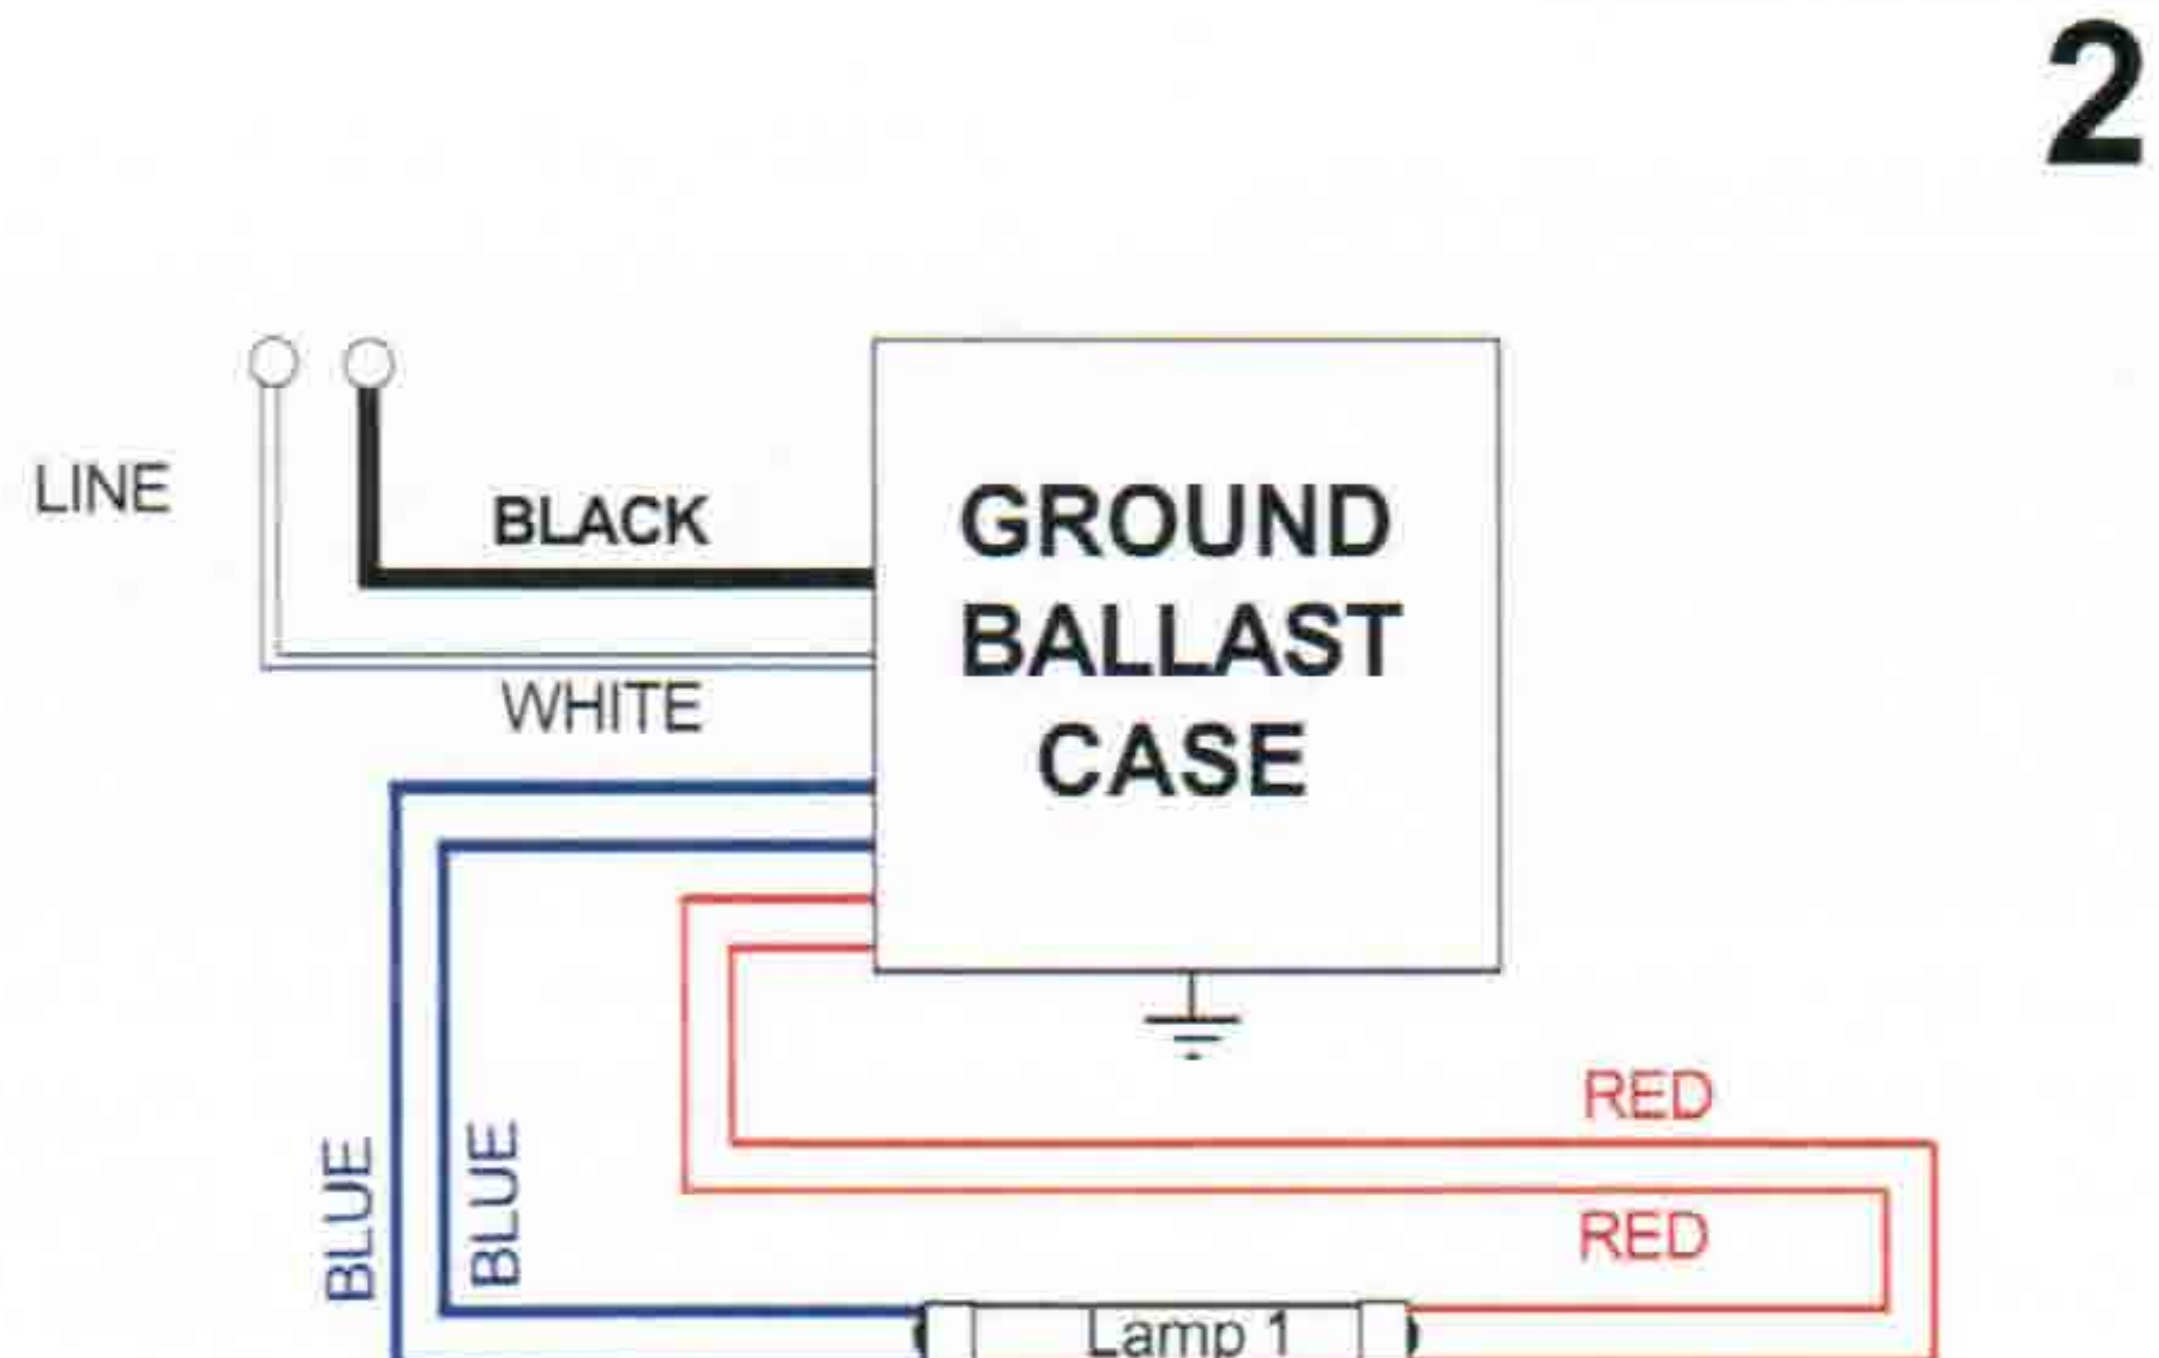 2
LINE
BLACK
GROUND
BALLAST
CASE
WHITE
BLUE
BLUE
RED
RED
Lamp 1